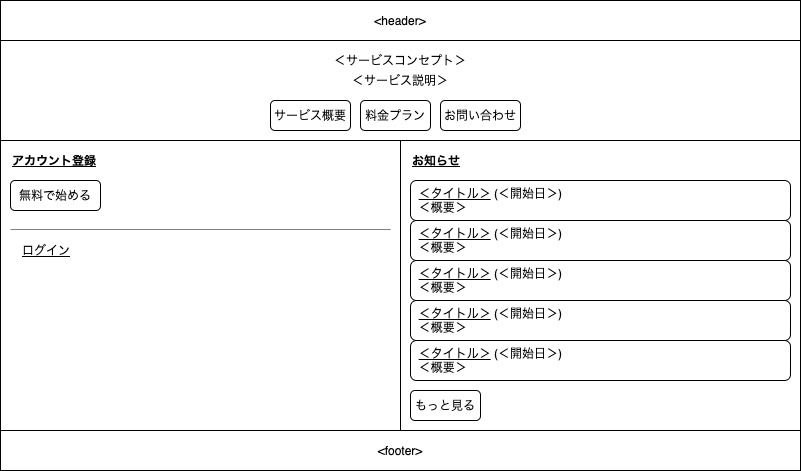 <header>
＜サービスコンセプト＞
＜サービス説明＞
サービス概要 料金プラン お問い合わせ
アカウント登録
無料で始める
ログイン
お知らせ
＜タイトル＞ (＜開始日＞)
＜概要＞
＜タイトル＞ (＜開始日＞)
＜概要＞
＜タイトル＞ (＜開始日＞)
＜概要＞
＜タイトル＞ (＜開始日＞)
＜概要＞
＜タイトル＞ (＜開始日＞)
＜概要＞
もっと見る
<footer>